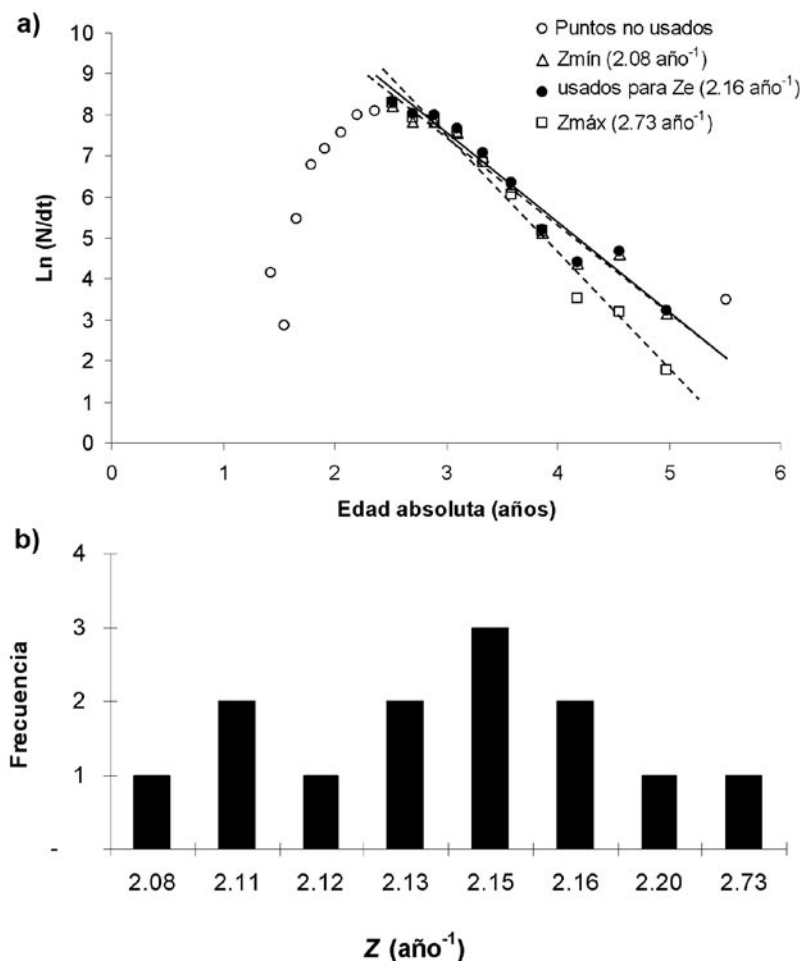 a)
10
9
8
7
6
5
4
3
2
1
0
Ln (N/dt)
Puntos no usados
Zmín (2.08 año⁻¹)
usados para Ze (2.16 año⁻¹)
Zmáx (2.73 año⁻¹)
0 1 2 3 4 5 6
Edad absoluta (años)
b)
4
3
2
1
-
Frecuencia
2.08 2.11 2.12 2.13 2.15 2.16 2.20 2.73
Z (año⁻¹)